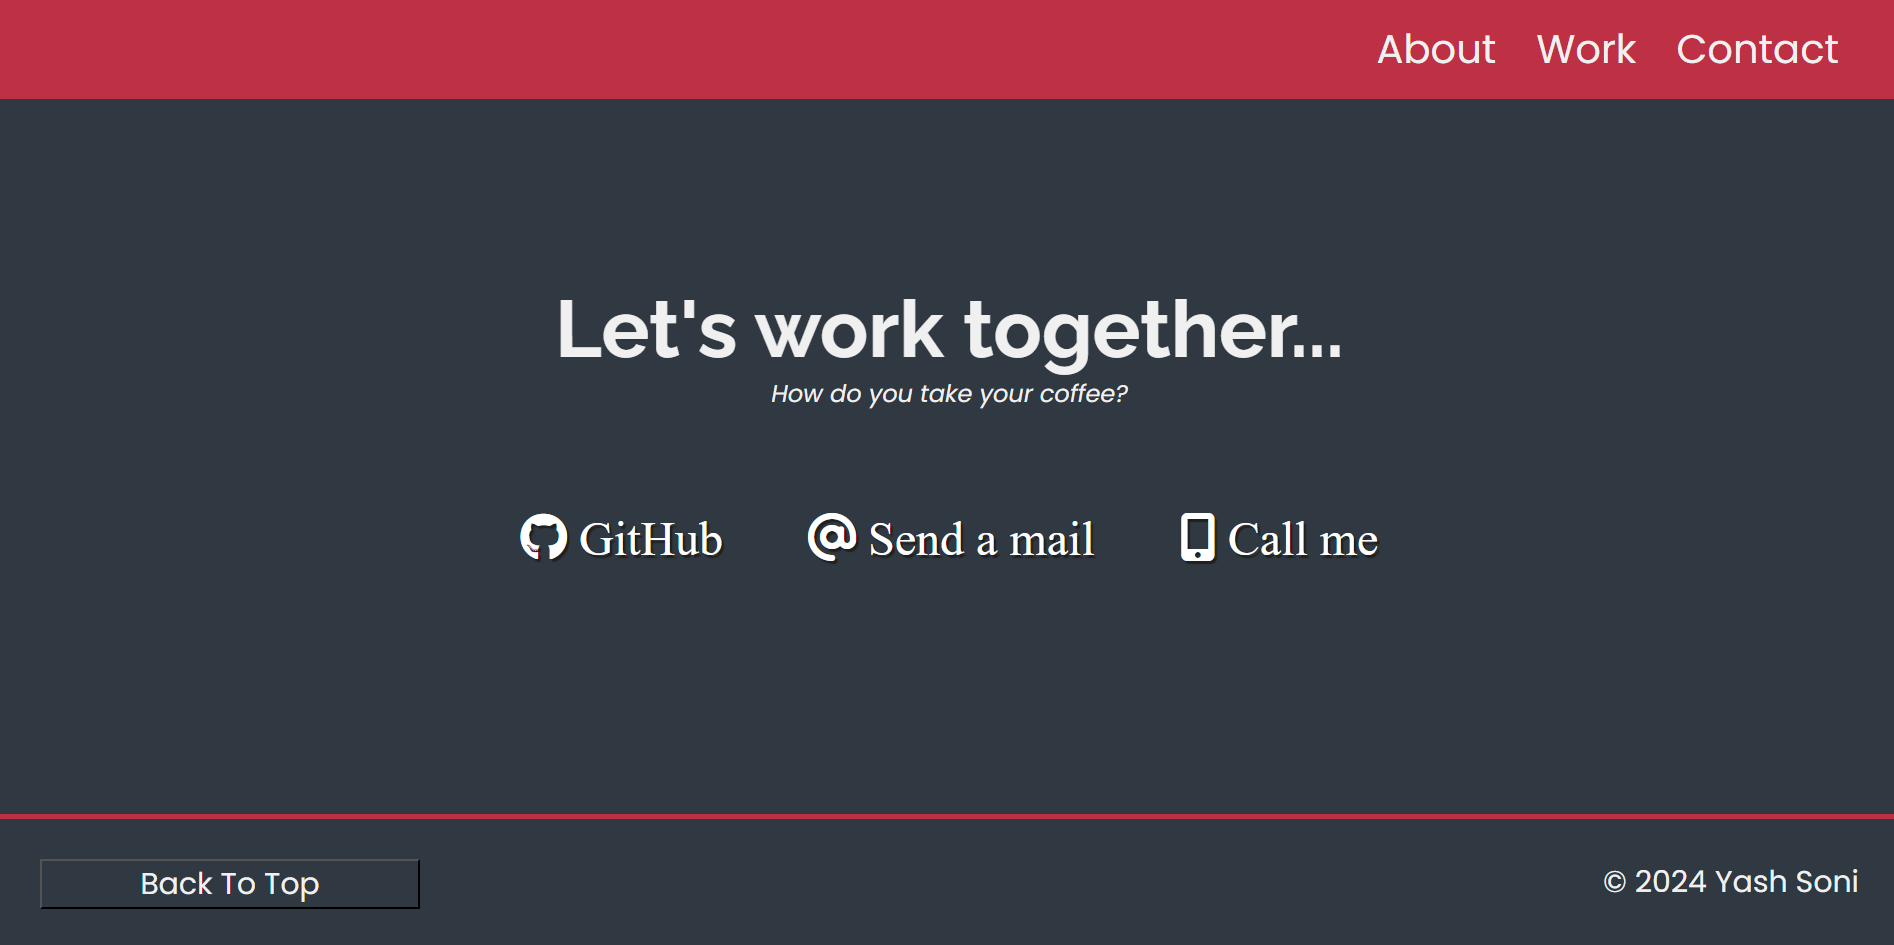 About Work Contact
Let's work together...
How do you take your coffee?
GitHub Send a mail Call me
Back To Top © 2024 Yash Soni